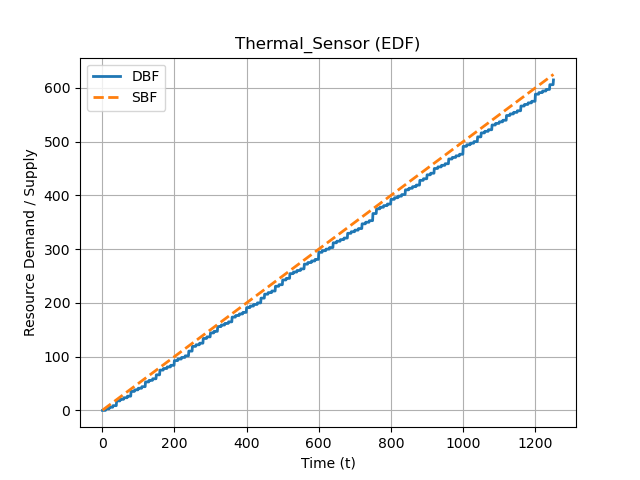 Thermal_Sensor (EDF)
DBF
SBF
Resource Demand / Supply
600
500
400
300
200
100
0
0 200 400 600 800 1000 1200
Time (t)